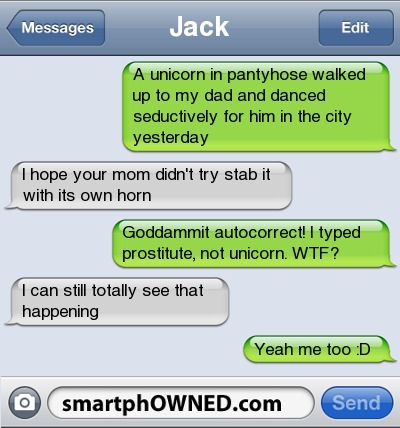 Messages
Jack
Edit
A unicorn in pantyhose walked
up to my dad and danced
seductively for him in the city
yesterday
I hope your mom didn't try stab it
with its own horn
Goddammit autocorrect! I typed
prostitute, not unicorn. WTF?
I can still totally see that
happening
Yeah me too :D
smartphOWNED.com
Send